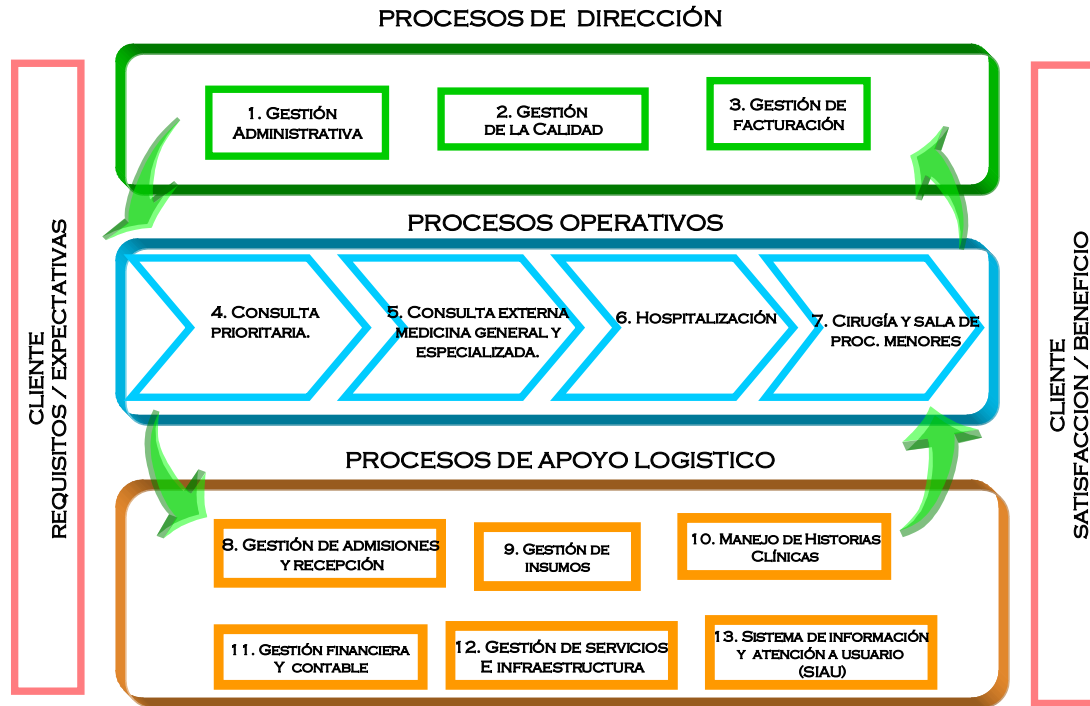 PROCESOS DE DIRECCIÓN
CLIENTE
REQUISITOS / EXPECTATIVAS
1. GESTIÓN
ADMINISTRATIVA
2. GESTIÓN
DE LA CALIDAD
3. GESTIÓN DE
FACTURACIÓN
PROCESOS OPERATIVOS
4. CONSULTA
PRIORITARIA.
5. CONSULTA EXTERNA
MEDICINA GENERAL Y
ESPECIALIZADA.
6. HOSPITALIZACIÓN
7. CIRUGÍA Y SALA DE
PROC. MENORES
PROCESOS DE APOYO LOGISTICO
8. GESTIÓN DE ADMISIONES
Y RECEPCIÓN
9. GESTIÓN DE
INSUMOS
10. MANEJO DE HISTORIAS
CLÍNICAS
11. GESTIÓN FINANCIERA
Y CONTABLE
12. GESTIÓN DE SERVICIOS
E INFRAESTRUCTURA
13. SISTEMA DE INFORMACIÓN
Y ATENCIÓN A USUARIO
(SIAU)
CLIENTE
SATISFACCION / BENEFICIO